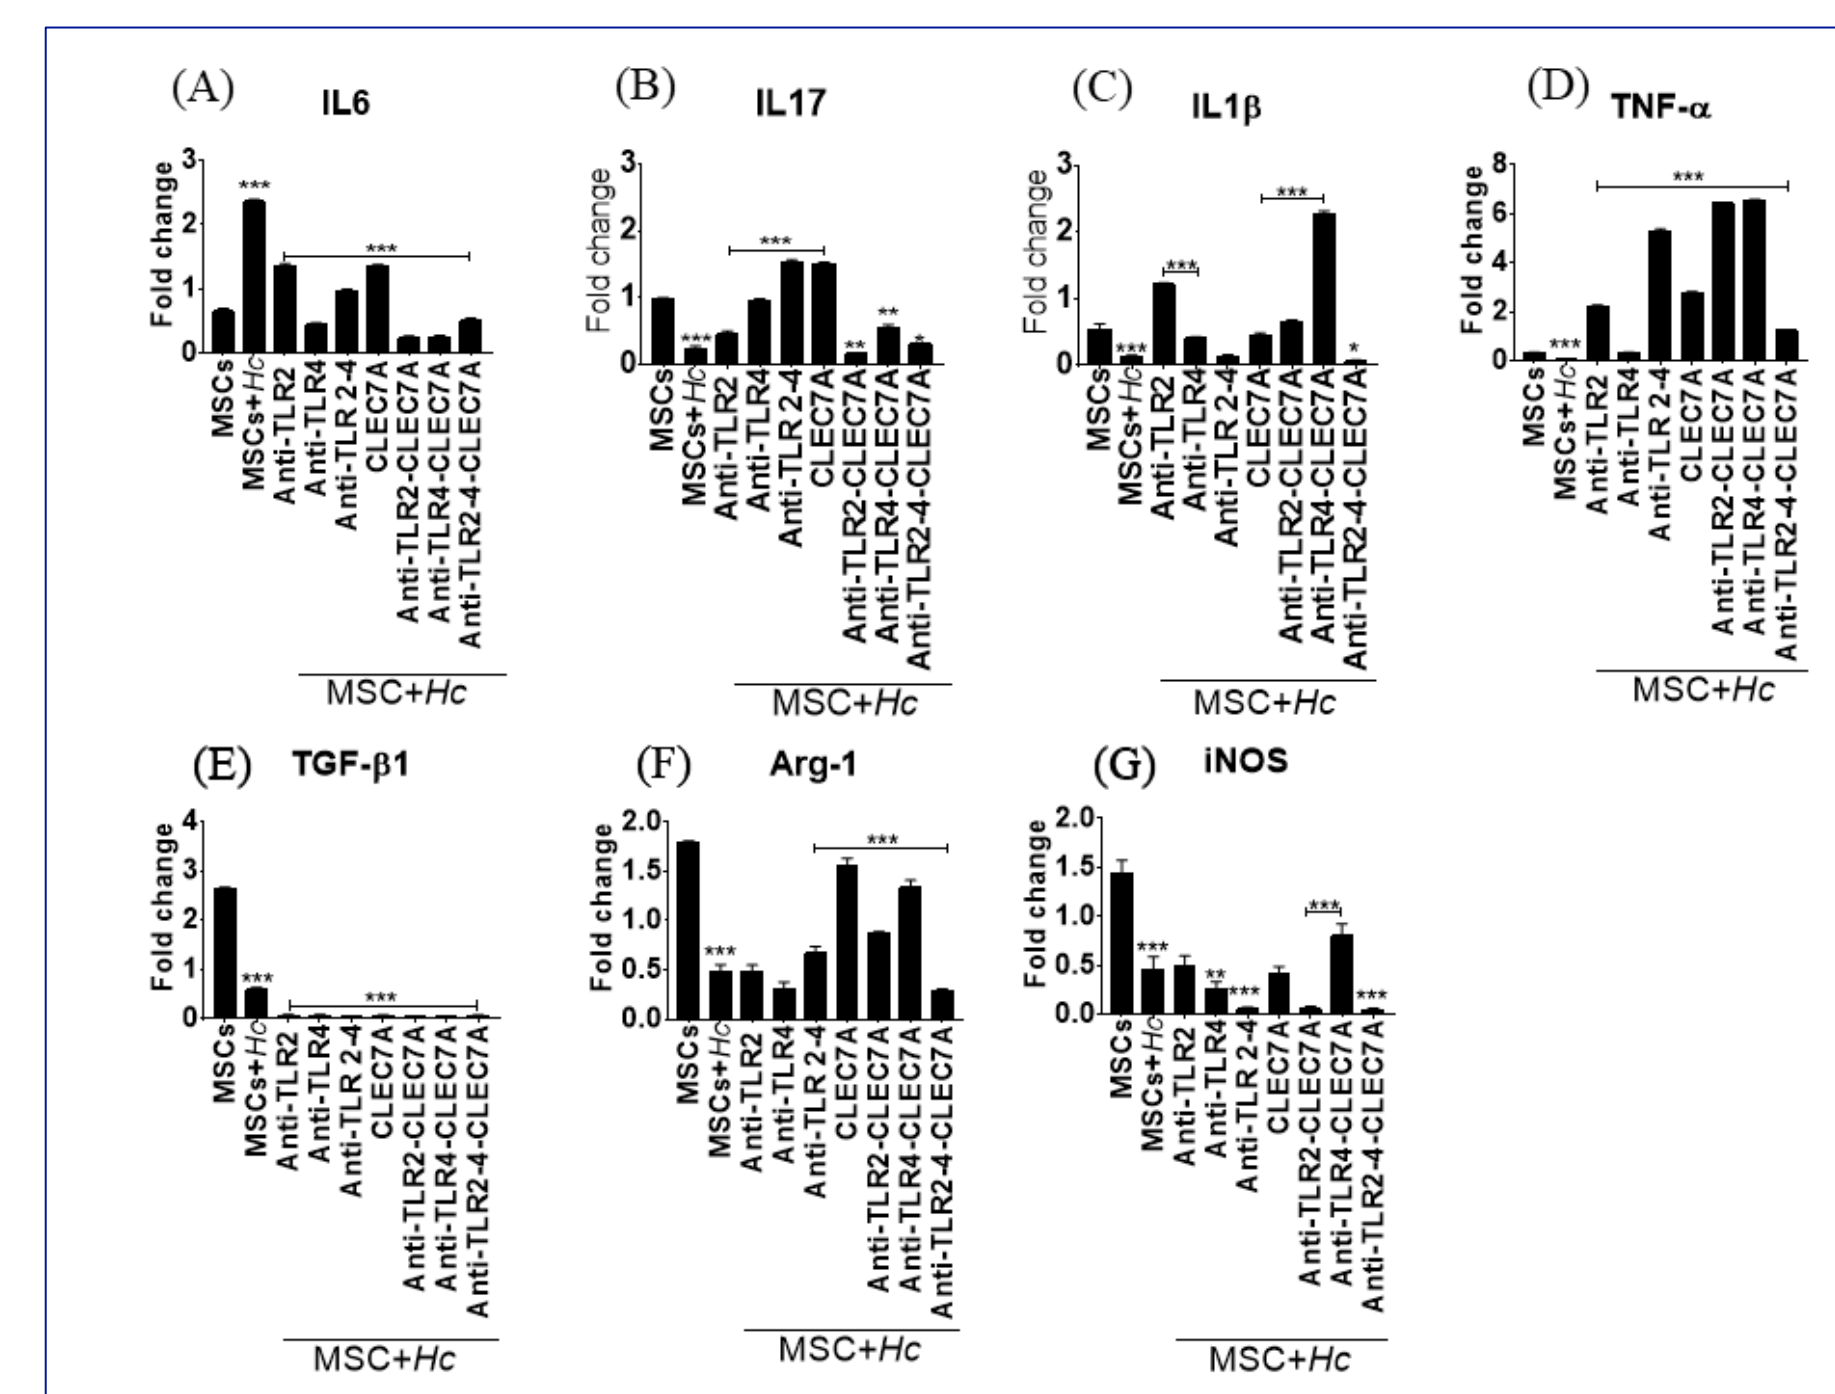 (A) IL6
Fold change
3
2
1
0
***
***
MSCs
MSCs+Hc
Anti-TLR2
Anti-TLR4
Anti-TLR 2-4
CLEC7A
Anti-TLR2-CLEC7A
Anti-TLR4-CLEC7A
Anti-TLR2-4-CLEC7A
MSC+Hc
(B) IL17
Fold change
3
2
1
0
***
***
**
**
*
MSCs
MSCs+Hc
Anti-TLR2
Anti-TLR4
Anti-TLR 2-4
CLEC7A
Anti-TLR2-CLEC7A
Anti-TLR4-CLEC7A
Anti-TLR2-4-CLEC7A
MSC+Hc
(C) IL1β
Fold change
3
2
1
0
***
***
***
*
MSCs
MSCs+Hc
Anti-TLR2
Anti-TLR4
Anti-TLR 2-4
CLEC7A
Anti-TLR2-CLEC7A
Anti-TLR4-CLEC7A
Anti-TLR2-4-CLEC7A
MSC+Hc
(D) TNF-α
Fold change
8
6
4
2
0
***
***
MSCs
MSCs+Hc
Anti-TLR2
Anti-TLR4
Anti-TLR 2-4
CLEC7A
Anti-TLR2-CLEC7A
Anti-TLR4-CLEC7A
Anti-TLR2-4-CLEC7A
MSC+Hc
(E) TGF-β1
Fold change
4
3
2
1
0
***
***
MSCs
MSCs+Hc
Anti-TLR2
Anti-TLR4
Anti-TLR 2-4
CLEC7A
Anti-TLR2-CLEC7A
Anti-TLR4-CLEC7A
Anti-TLR2-4-CLEC7A
MSC+Hc
(F) Arg-1
Fold change
2.0
1.5
1.0
0.5
0.0
***
***
MSCs
MSCs+Hc
Anti-TLR2
Anti-TLR4
Anti-TLR 2-4
CLEC7A
Anti-TLR2-CLEC7A
Anti-TLR4-CLEC7A
Anti-TLR2-4-CLEC7A
MSC+Hc
(G) iNOS
Fold change
2.0
1.5
1.0
0.5
0.0
***
**
***
***
***
MSCs
MSCs+Hc
Anti-TLR2
Anti-TLR4
Anti-TLR 2-4
CLEC7A
Anti-TLR2-CLEC7A
Anti-TLR4-CLEC7A
Anti-TLR2-4-CLEC7A
MSC+Hc